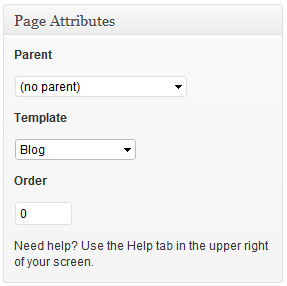 Page Attributes
Parent
(no parent)
Template
Blog
Order
0
Need help? Use the Help tab in the upper right
of your screen.